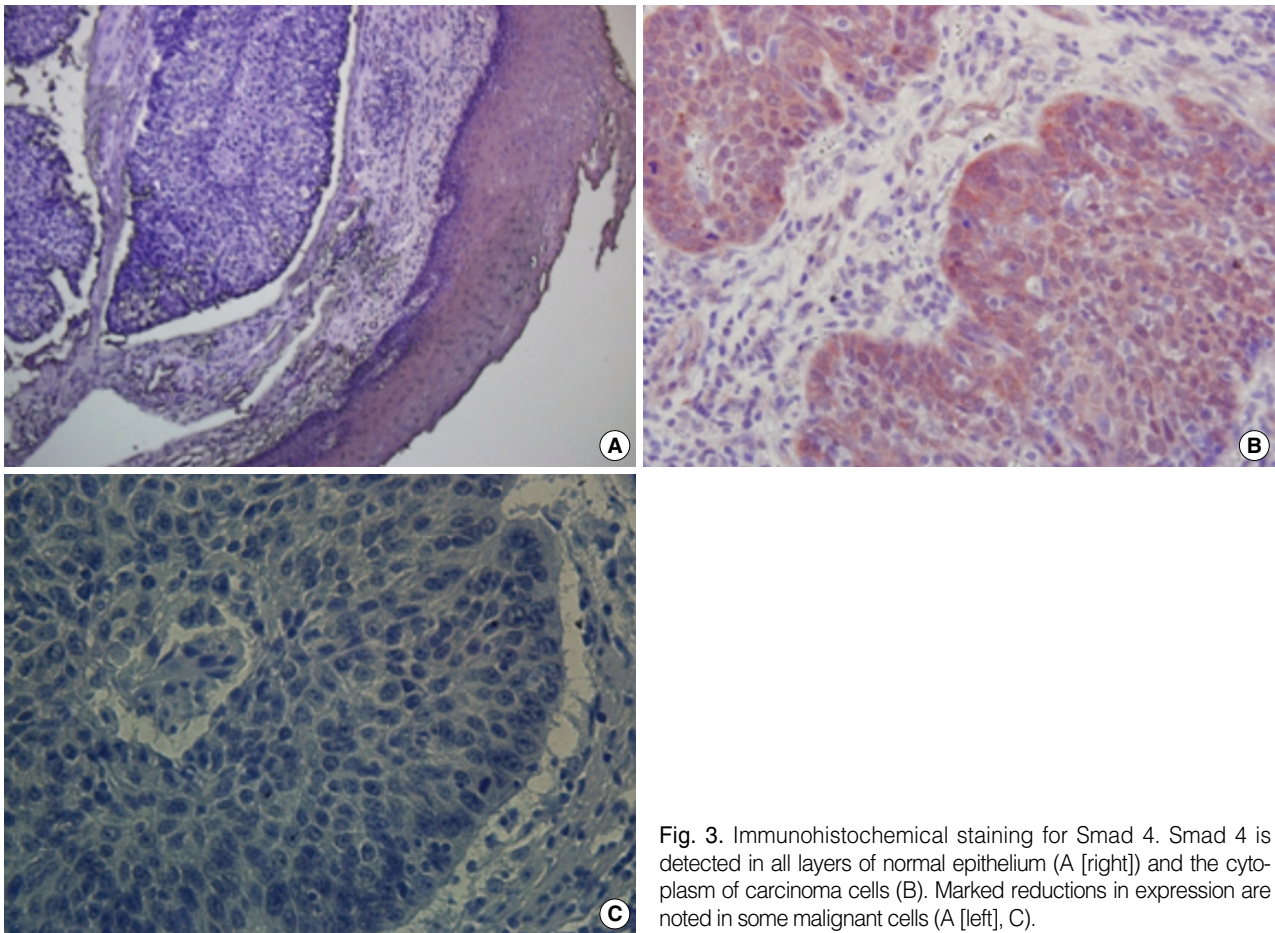 A
B
C
Fig. 3. Immunohistochemical staining for Smad 4. Smad 4 is
detected in all layers of normal epithelium (A [right]) and the cyto-
plasm of carcinoma cells (B). Marked reductions in expression are
noted in some malignant cells (A [left], C).